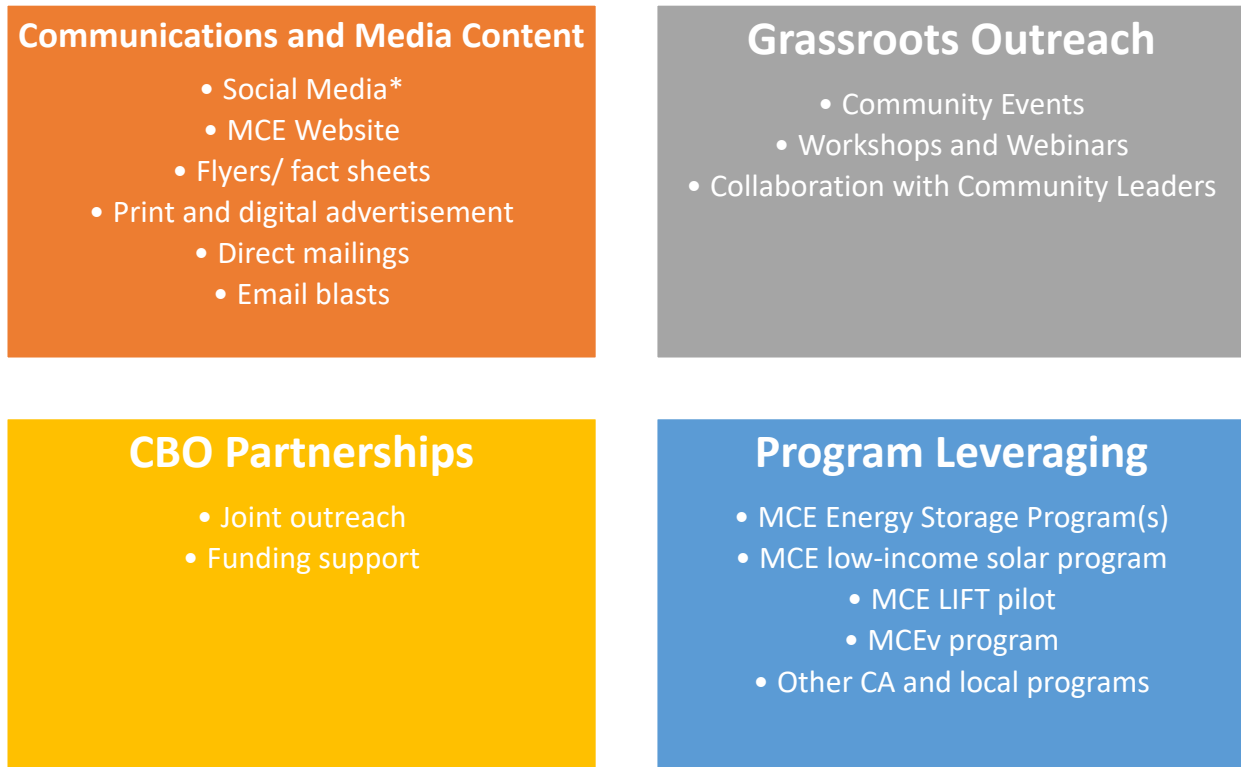 Communications and Media Content
• Social Media*
• MCE Website
• Flyers/ fact sheets
• Print and digital advertisement
• Direct mailings
• Email blasts
Grassroots Outreach
• Community Events
• Workshops and Webinars
• Collaboration with Community Leaders
CBO Partnerships
• Joint outreach
• Funding support
Program Leveraging
• MCE Energy Storage Program(s)
• MCE low-income solar program
• MCE LIFT pilot
• MCEv program
• Other CA and local programs